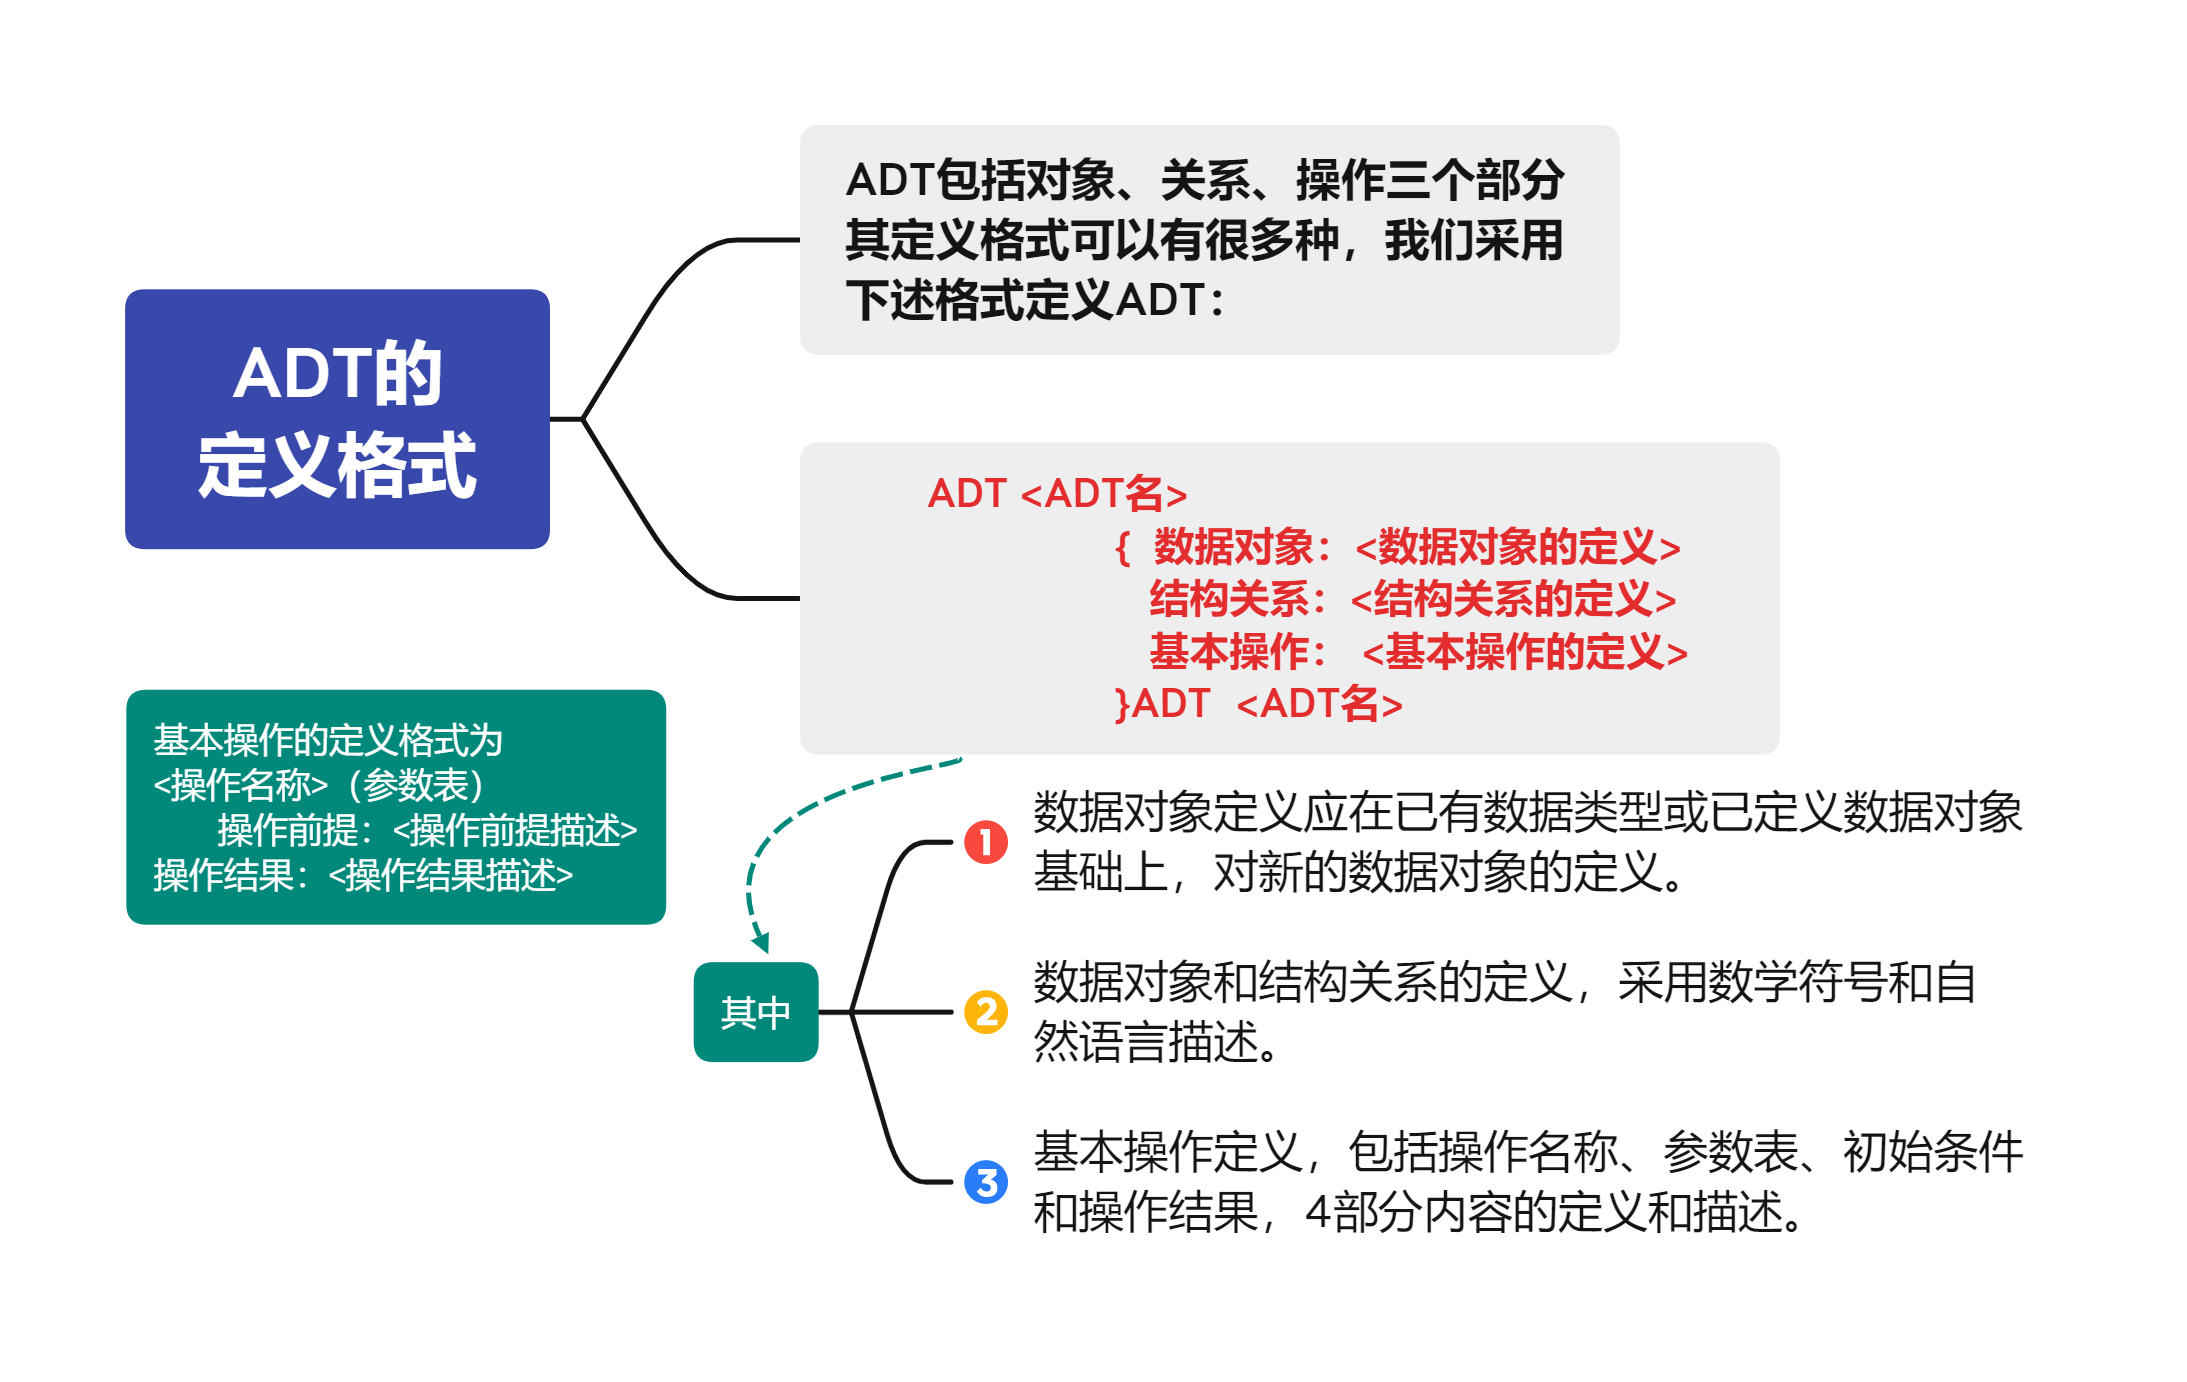 ADT的
定义格式
ADT包括对象、关系、操作三个部分
其定义格式可以有很多种，我们采用
下述格式定义ADT：
ADT <ADT名>
{ 数据对象：<数据对象的定义>
结构关系：<结构关系的定义>
基本操作： <基本操作的定义>
}ADT <ADT名>
基本操作的定义格式为
<操作名称>（参数表）
操作前提：<操作前提描述>
操作结果：<操作结果描述>
其中
1 数据对象定义应在已有数据类型或已定义数据对象
基础上，对新的数据对象的定义。
2 数据对象和结构关系的定义，采用数学符号和自
然语言描述。
3 基本操作定义，包括操作名称、参数表、初始条件
和操作结果，4部分内容的定义和描述。